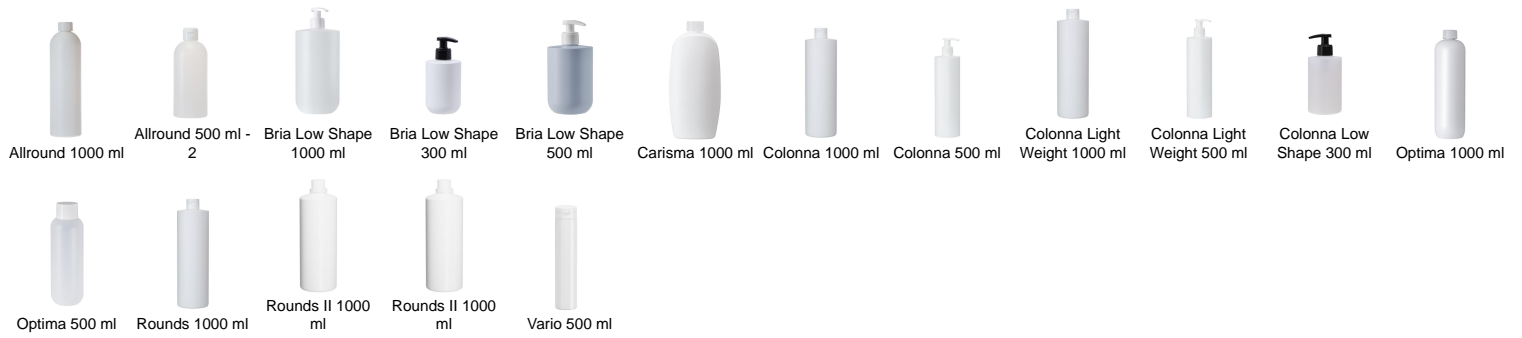 Allround 1000 ml
Allround 500 ml -
2
Bria Low Shape
1000 ml
Bria Low Shape
300 ml
Bria Low Shape
500 ml
Carisma 1000 ml
Colonna 1000 ml
Colonna 500 ml
Colonna Light
Weight 1000 ml
Colonna Light
Weight 500 ml
Colonna Low
Shape 300 ml
Optima 1000 ml
Optima 500 ml
Rounds 1000 ml
Rounds II 1000
ml
Rounds II 1000
ml
Vario 500 ml